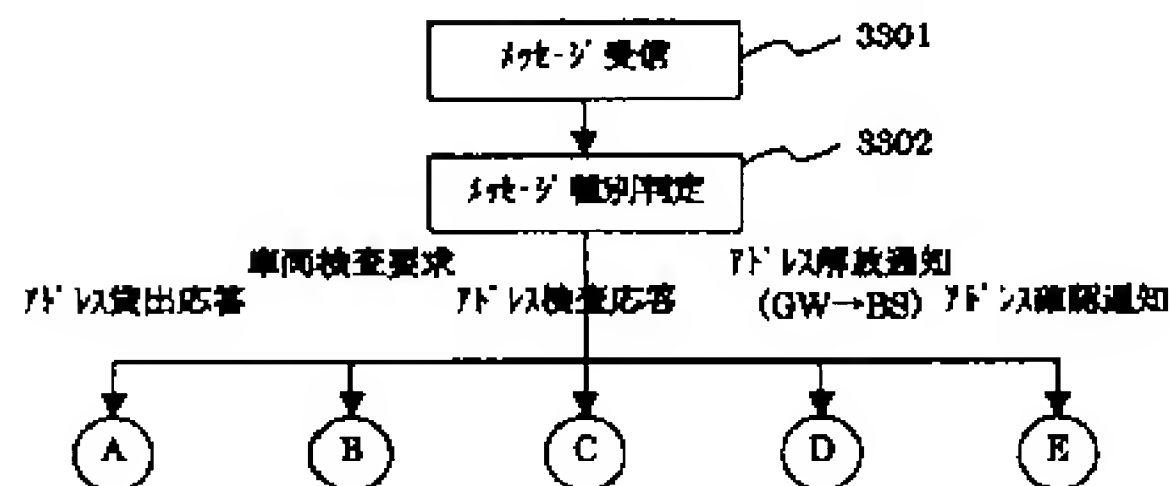 ﾒｯｾｰｼﾞ 受信
3301
ﾒｯｾｰｼﾞ 種別判定
3302
車両検査要求
ｱﾄﾞﾚｽ解放通知
ｱﾄﾞﾚｽ貸出応答
ｱﾄﾞﾚｽ検査応答
(GW→BS)
ｱﾄﾞﾚｽ確認通知
A
B
C
D
E